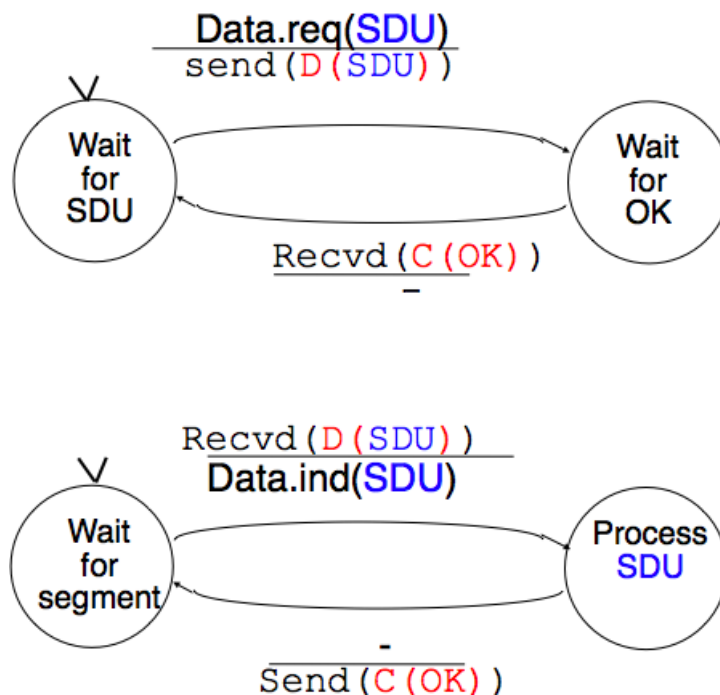 Data.req(SDU)
send(D(SDU))
Wait
for
SDU
Wait
for
OK
Recvd(C(OK))
-
Recvd(D(SDU))
Data.ind(SDU)
Wait
for
segment
Process
SDU
-
Send(C(OK))